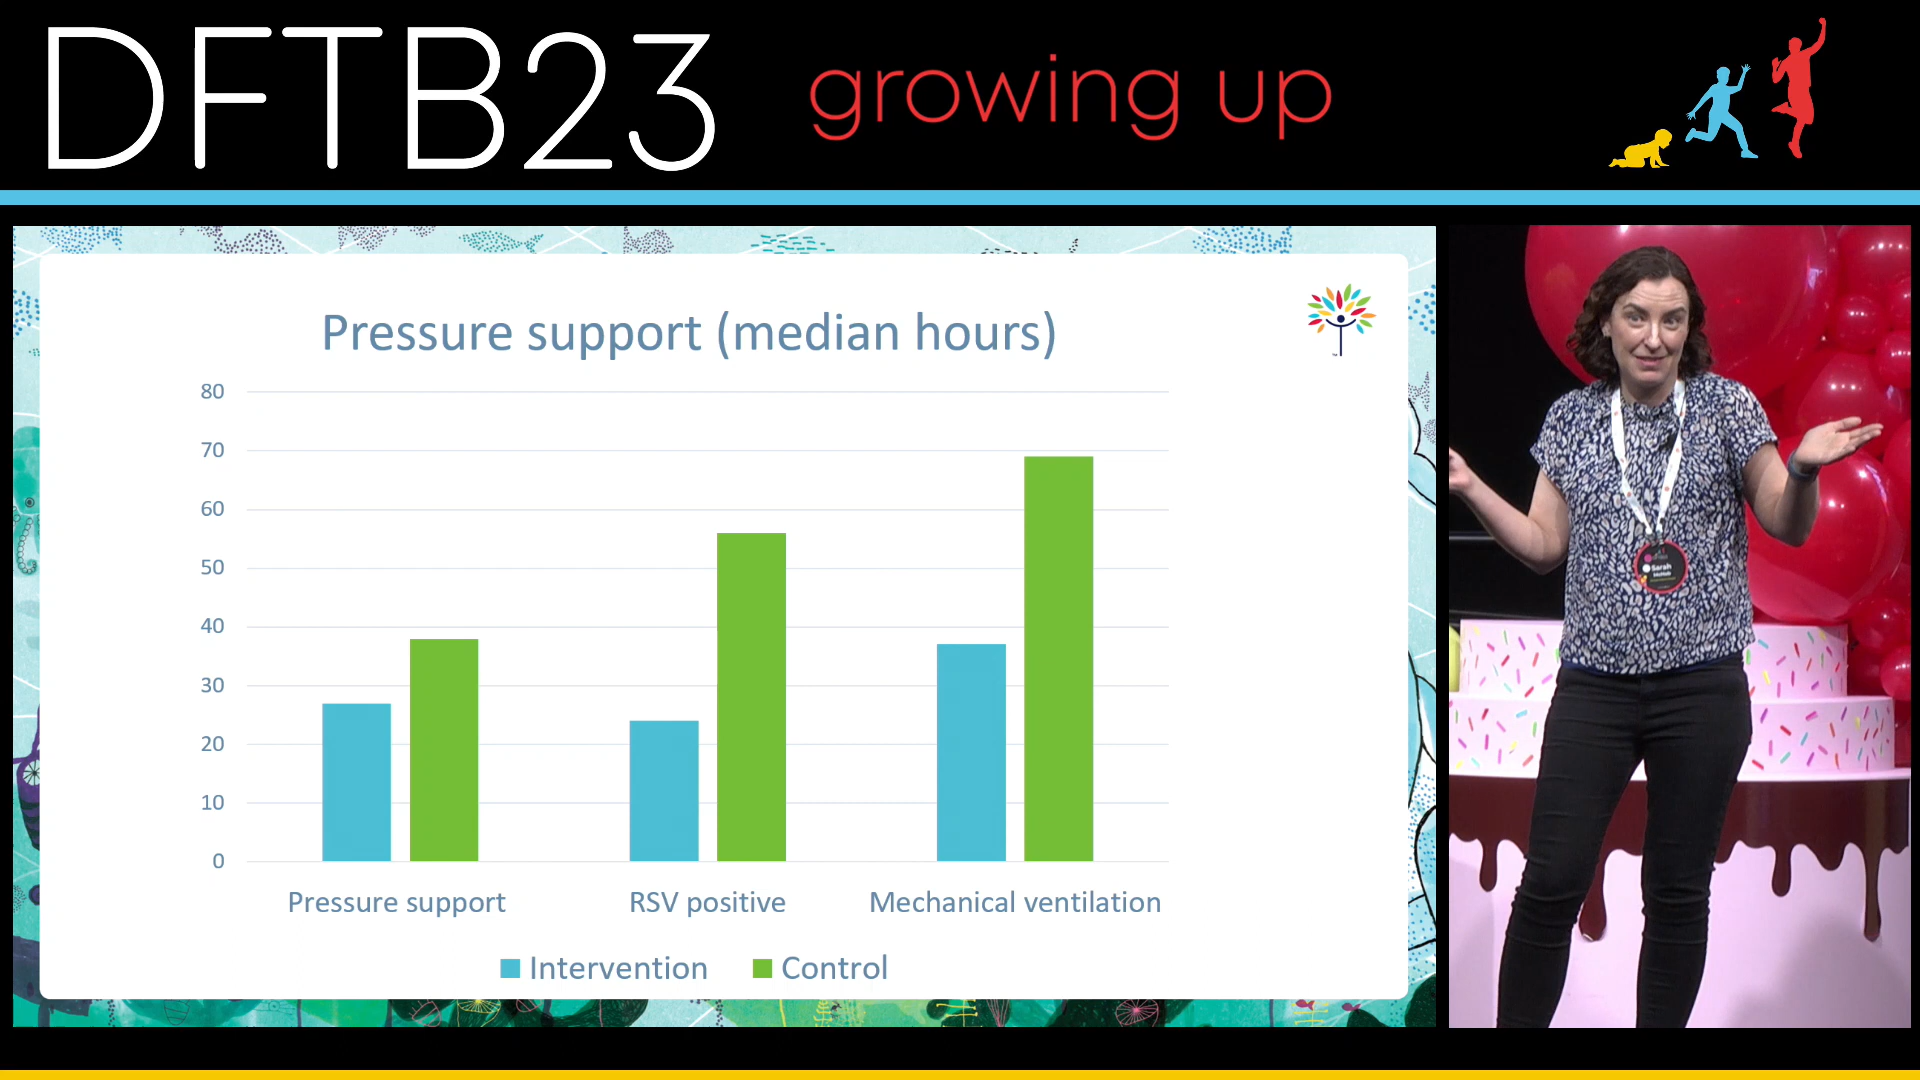 DFTB23 growing up
Pressure support (median hours)
80
70
60
50
40
30
20
10
0
Pressure support RSV positive Mechanical ventilation
Intervention Control
Sarah